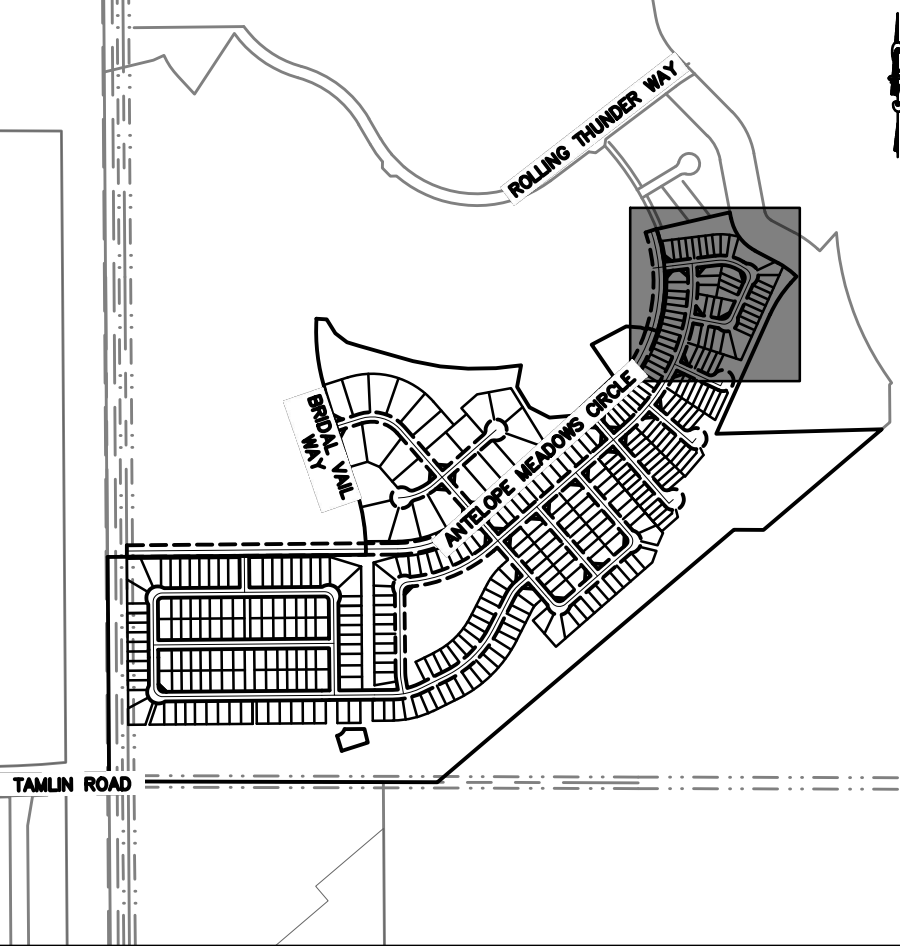 ROLLING THUNDER WAY
ANTELOPE MEADOWS CIRCLE
BRIDAL VAIL
WAY
TAMLIN ROAD